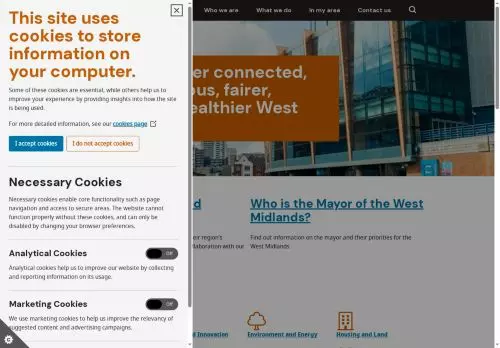 This site uses
cookies to store
information on
your computer.
Some of these cookies are essential, while others help us to
improve your experience by providing insights into how the site
is being used.
For more detailed information, see our cookies page
I accept cookies
I do not accept cookies
Necessary Cookies
Necessary cookies enable core functionality such as page
navigation and access to secure areas. The website cannot
function properly without these cookies, and can only be
disabled by changing your browser preferences.
Analytical Cookies
Off
Analytical cookies help us to improve our website by collecting
and reporting information on its usage.
Marketing Cookies
Off
We use marketing cookies to help us improve the relevancy of
suggested content and advertising campaigns.
Who we are
What we do
In my area
Contact us
er connected,
ous, fairer,
ealthier West
d
or region's
llaboration with our
Who is the Mayor of the West
Midlands?
Find out information on the mayor and their priorities for the
West Midlands
d Innovation
Environment and Energy
Housing and Land